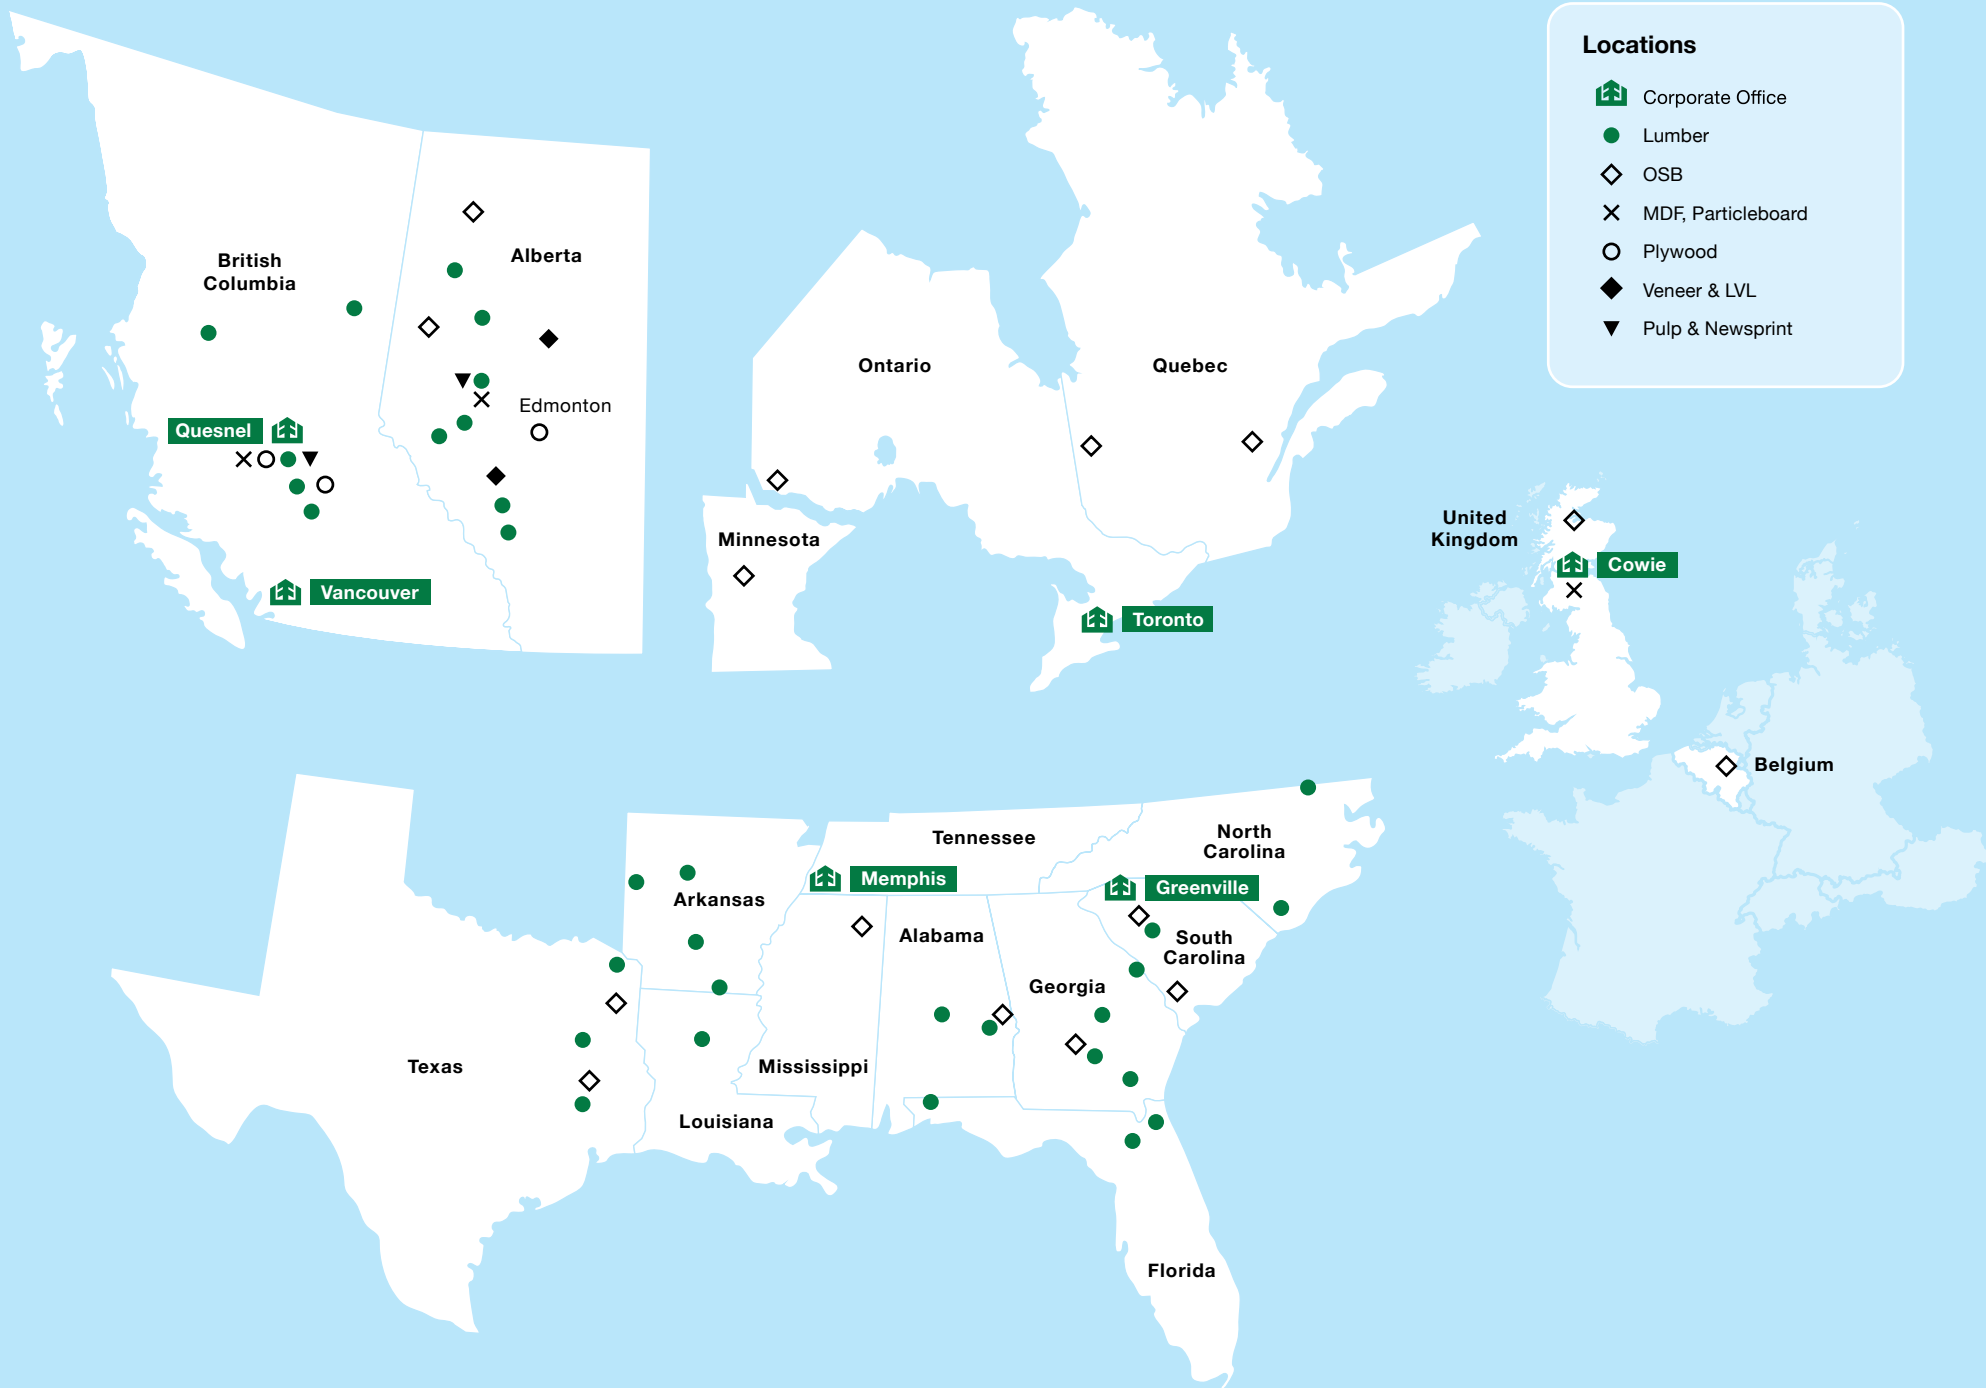 Locations
Corporate Office
Lumber
OSB
MDF, Particleboard
Plywood
Veneer & LVL
Pulp & Newsprint
British
Columbia
Alberta
Edmonton
Quesnel
Vancouver
Ontario
Quebec
Minnesota
Toronto
United
Kingdom
Cowie
Belgium
Tennessee
North
Carolina
Memphis
Greenville
Arkansas
Alabama
South
Carolina
Georgia
Texas
Mississippi
Louisiana
Florida